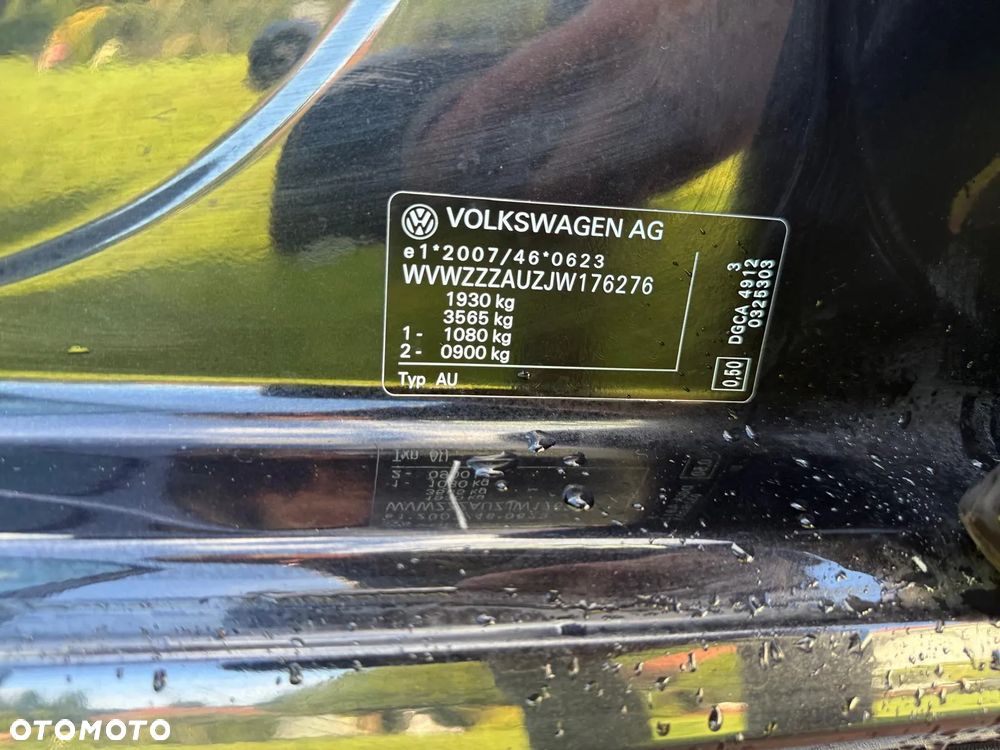 VOLKSWAGEN AG
e1*2007/46*0623
WVWZZZAUZJW176276
1930 kg
3565 kg
1- 1080 kg
2- 0900 kg
Typ AU
3
DGCA 4912
0325303
0.50
OTOMOTO